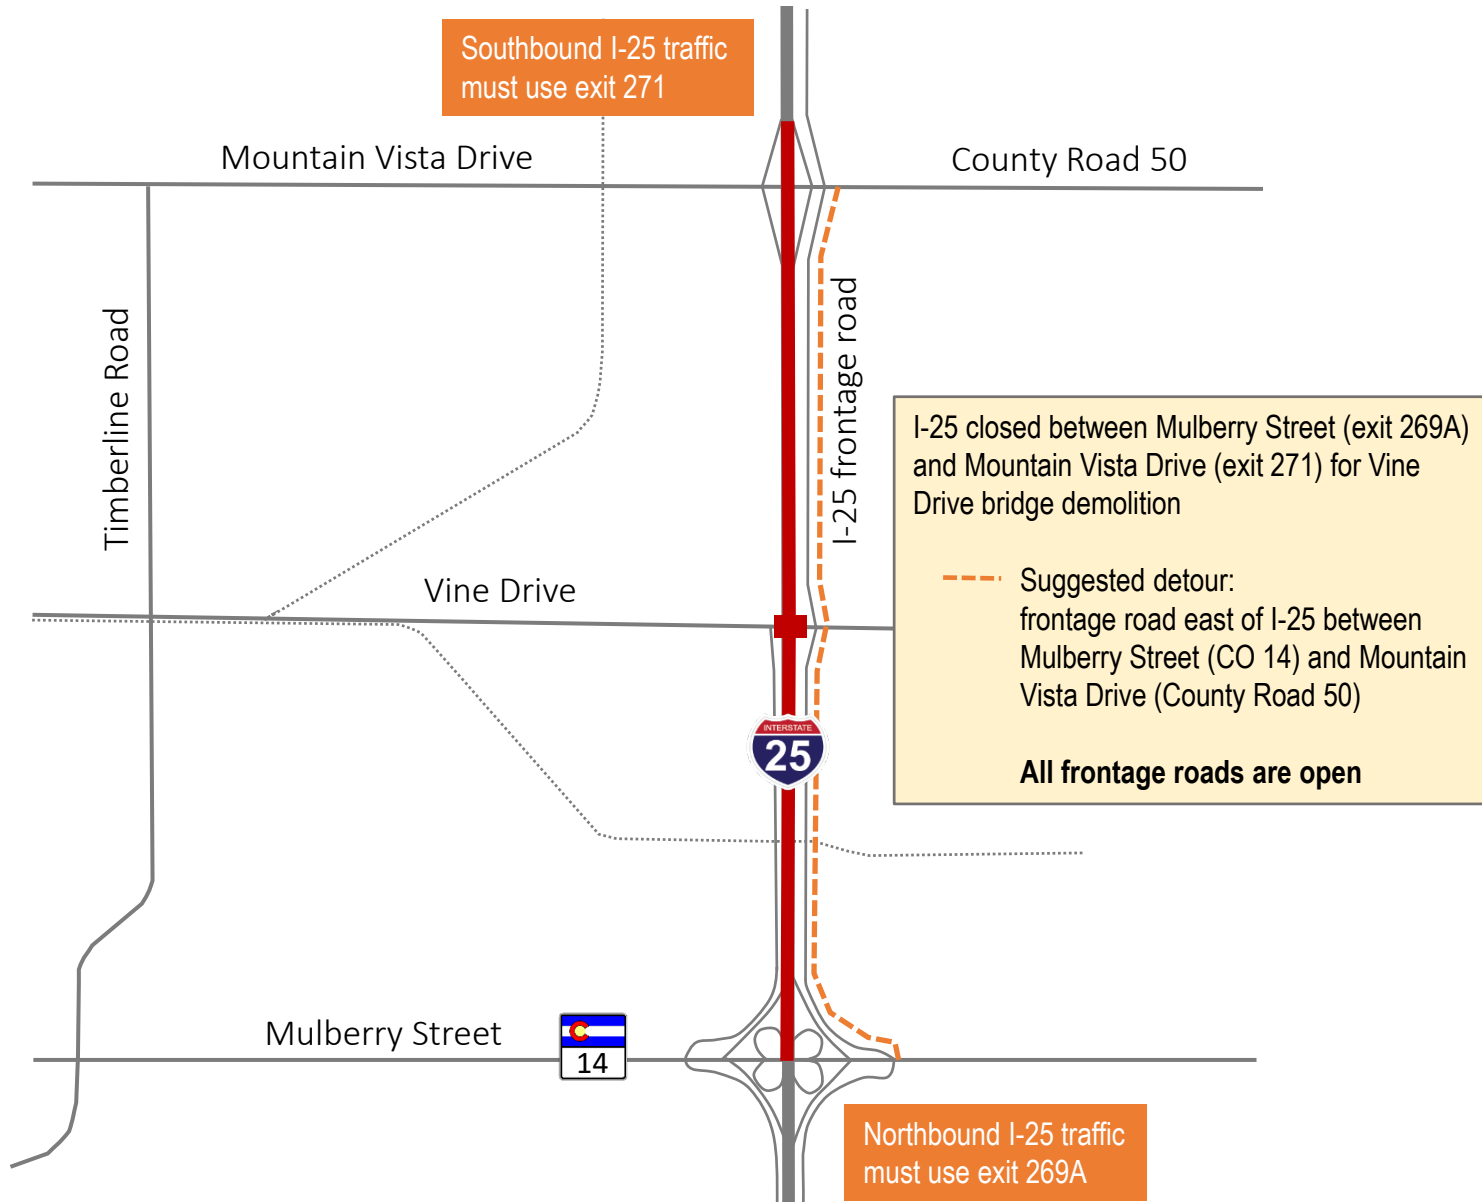 Southbound I-25 traffic
must use exit 271
Mountain Vista Drive
County Road 50
Timberline Road
I-25 frontage road
I-25 closed between Mulberry Street (exit 269A)
and Mountain Vista Drive (exit 271) for Vine
Drive bridge demolition
Suggested detour:
frontage road east of I-25 between
Mulberry Street (CO 14) and Mountain
Vista Drive (County Road 50)
All frontage roads are open
Vine Drive
INTERSTATE
25
Mulberry Street
14
Northbound I-25 traffic
must use exit 269A